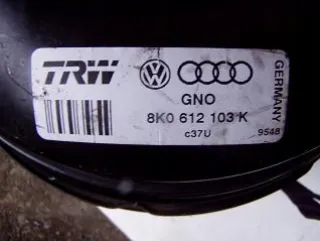 TRW
GNO
8K0 612 103 K
c37U
GERMANY
9548